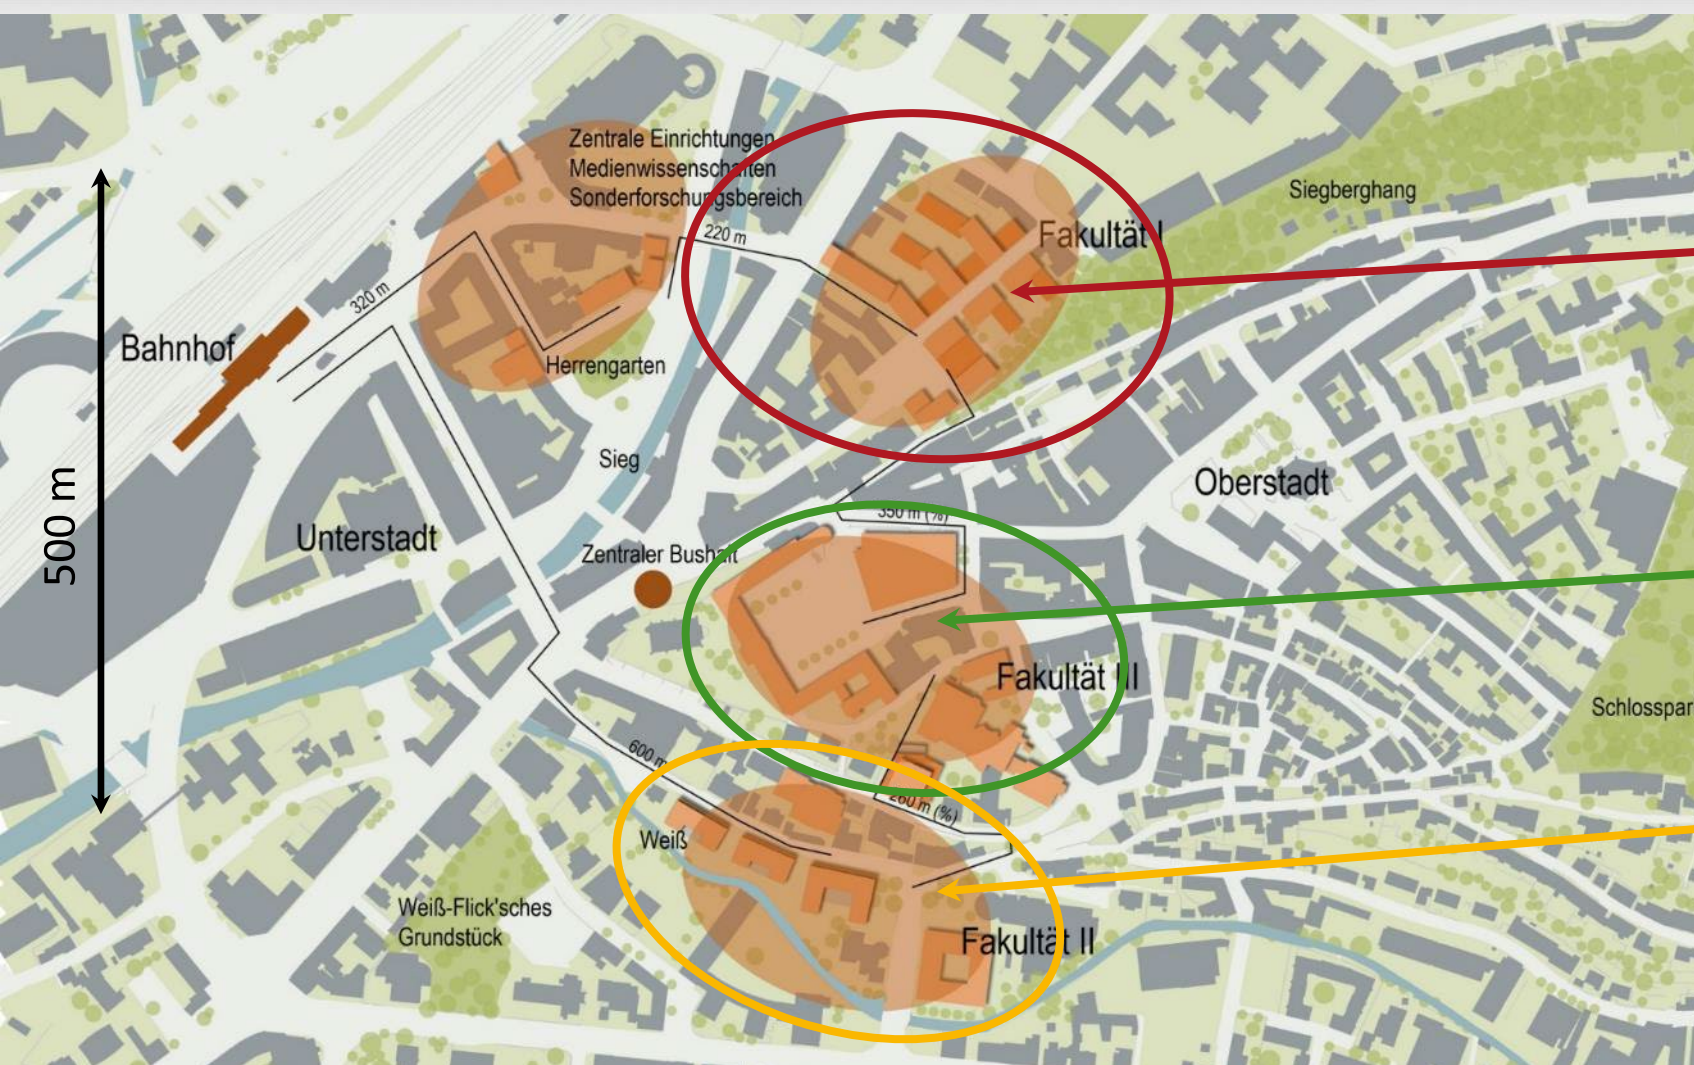 Zentrale Einrichtungen
Medienwissenschaften
Sonderforschungsbereich
Siegberghang
220 m
Fakultät I
320 m
Bahnhof
Herrengarten
Sieg
Oberstadt
500 m
350 m (%)
Unterstadt
Zentraler Bushalt
Fakultät III
Schlosspar
600 m
260 m (%)
Weiß
Weiß-Flick'sches
Grundstück
Fakultät II